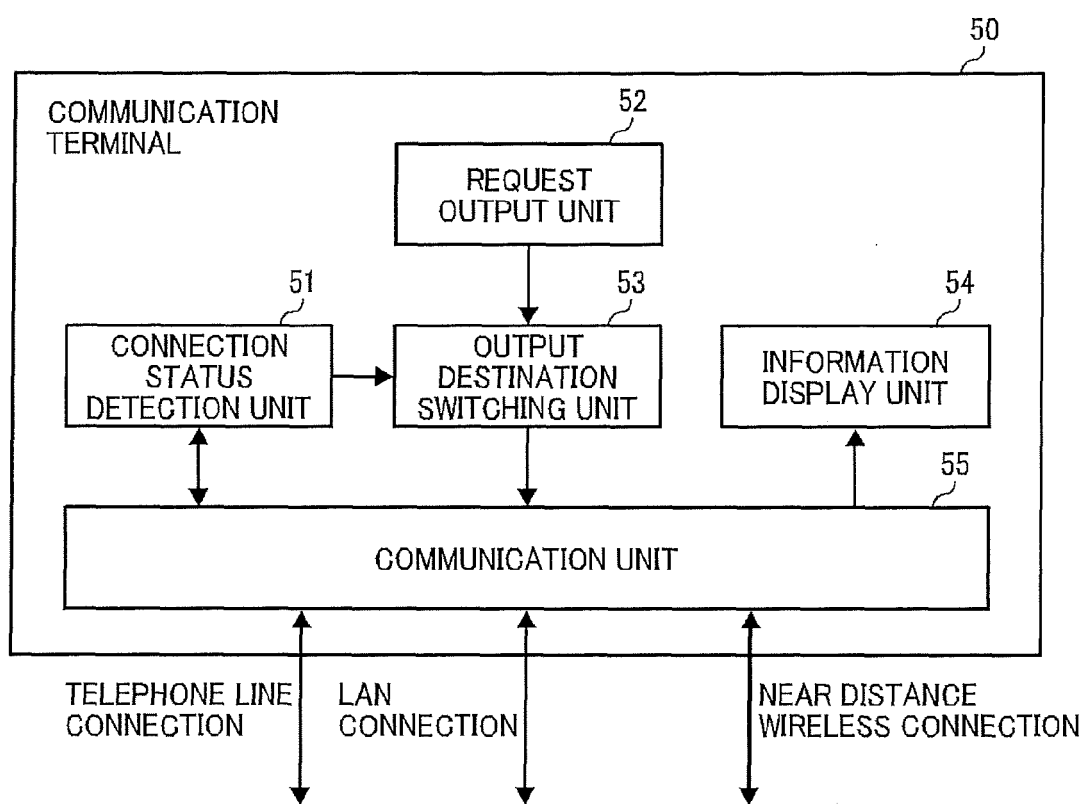 50
COMMUNICATION
TERMINAL
52
REQUEST
OUTPUT UNIT
51
CONNECTION
STATUS
DETECTION UNIT
53
OUTPUT
DESTINATION
SWITCHING UNIT
54
INFORMATION
DISPLAY UNIT
55
COMMUNICATION UNIT
TELEPHONE LINE
CONNECTION
LAN
CONNECTION
NEAR DISTANCE
WIRELESS CONNECTION